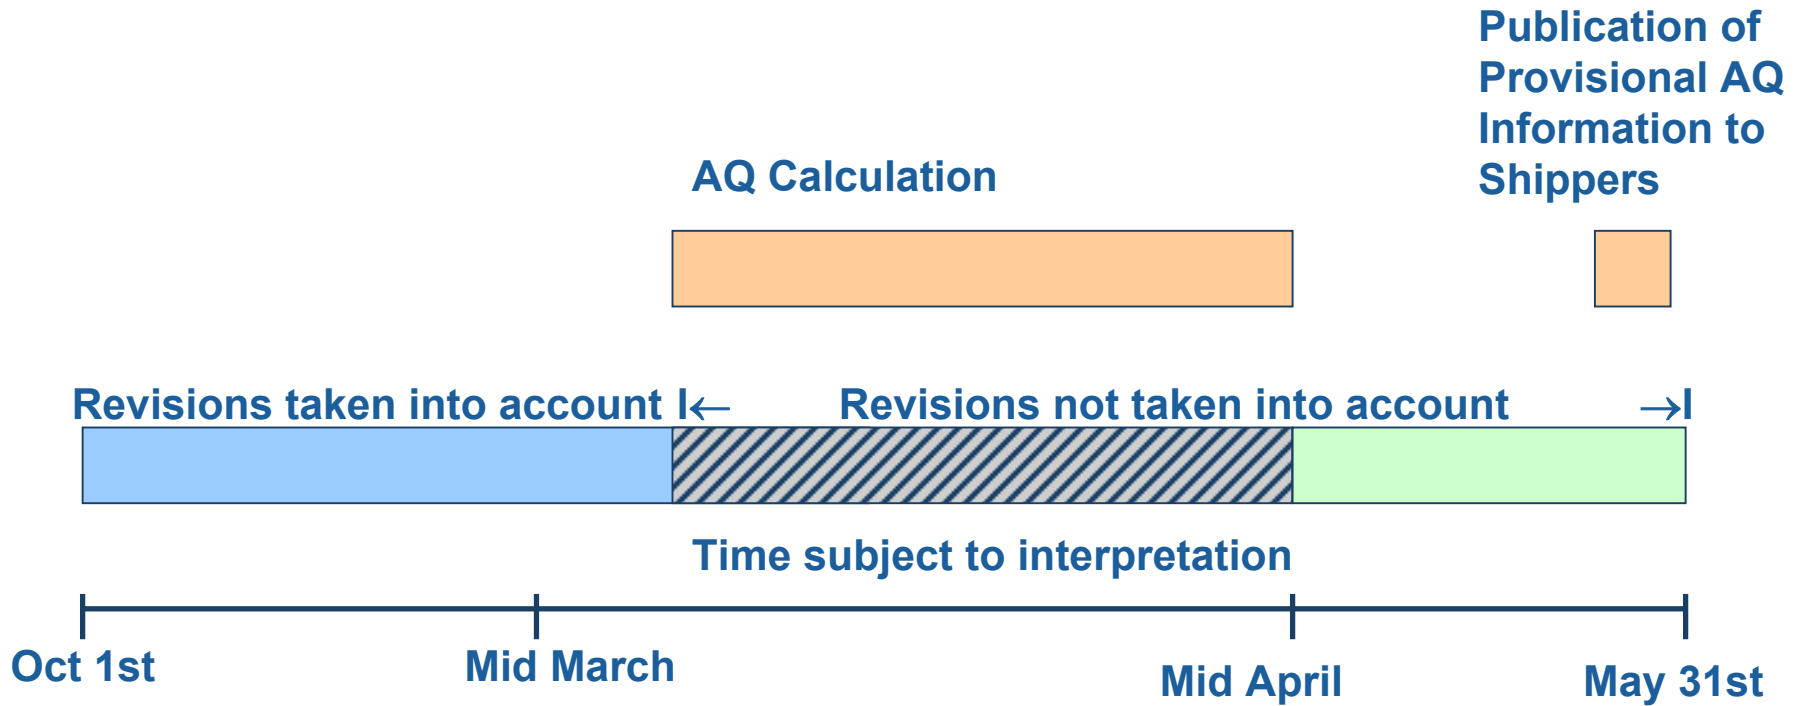 Publication of
Provisional AQ
Information to
Shippers
AQ Calculation
Revisions taken into account I← Revisions not taken into account →I
Time subject to interpretation
Oct 1st Mid March Mid April May 31st